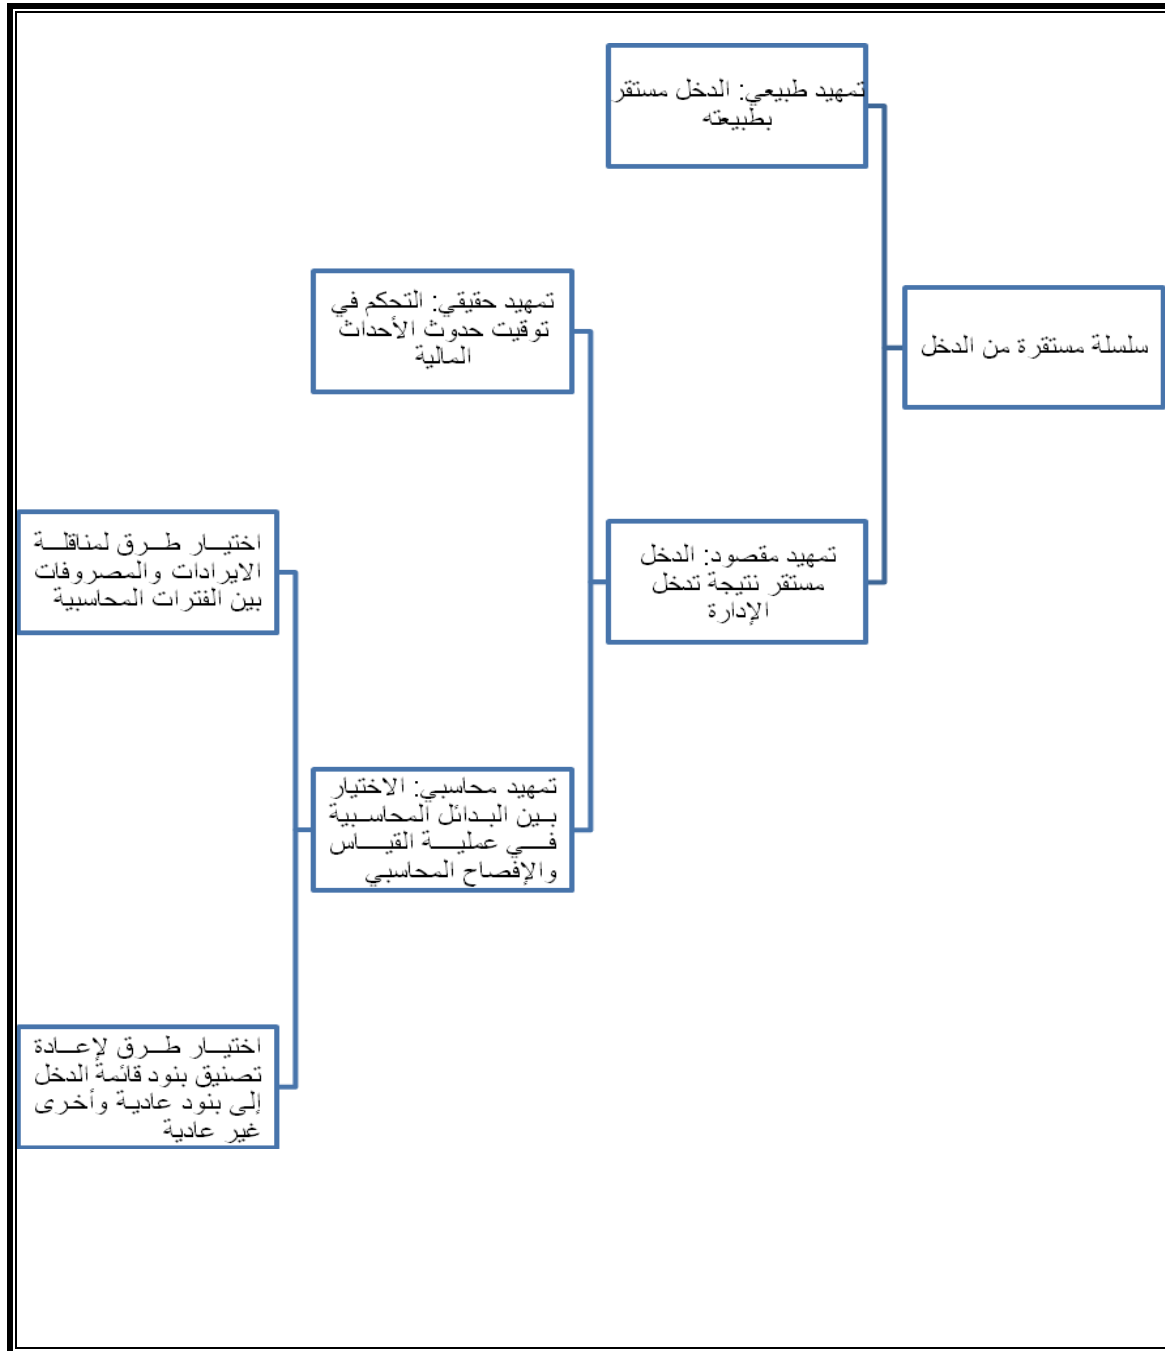 سلسلة مستقرة من الدخل
تمهيد طبيعي: الدخل مستقر
بطبيعته
تمهيد مقصود: الدخل
مستقر نتيجة تدخل
الإدارة
تمهيد حقيقي: التحكم في
توقيت حدوث الأحداث
المالية
تمهيد محاسبي: الاختيار
بين البدائل المحاسبية
في عملية القياس
والإفصاح المحاسبي
اختيار طرق لمناقلة
الايرادات والمصروفات
بين الفترات المحاسبية
اختيار طرق لإعادة
تصنيق بنود قائمة الدخل
إلى بنود عادية وأخرى
غير عادية